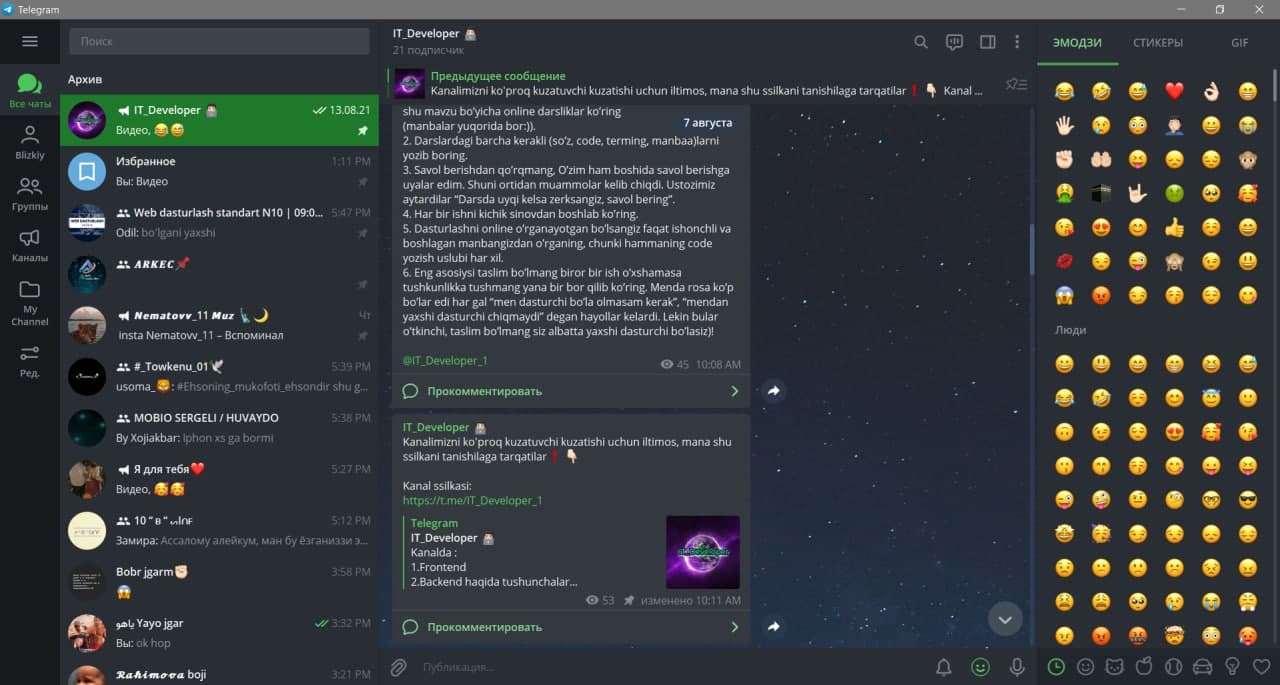 Telegram
Поиск
Архив
Все чаты
Blizkiy
Группы
Каналы
My
Channel
Ред.
IT_Developer
13.08.21
Видео, 😂😅
Избранное
1:11 PM
Вы: Видео
Web dasturlash standart N10 | 09:0...
5:47 PM
Odil: bo'lgani yaxshi
𝑨𝑹𝑲𝑬𝑪📌
𝑵𝒆𝒎𝒂𝒕𝒐𝒗𝒗_11 𝑴𝒖𝒛 🗽🌙
Чт
insta Nematovv_11 – Вспоминал
#_Towkenu_01🕊
5:39 PM
usoma_🦁: #Ehsoning_mukofoti_ehsondir shu g...
MOBIO SERGELI / HUVAYDO
5:38 PM
By Xojiakbar: Iphon xs ga bormi
Я для тебя❤️
5:27 PM
Видео, 🥰🥰
5:12 PM
Замира: Ассалому алейкум, ман бу ёзганиззи э...
Bobr jgarm✊🏻
3:58 PM
😱
ياهو Yayo jgar
3:32 PM
Вы: ok hop
𝓡𝓪𝓱𝓲𝓶𝓸𝓿𝓪 boji
3:21 PM
IT_Developer
21 подписчик
Предыдущее сообщение
Kanalimizni ko'proq kuzatuvchi kuzatishi uchun iltimos, mana shu ssilkani tanishilaga tarqatilar❗️👇🏻 Kanal ...
7 августа
shu mavzu bo'yicha online darsliklar ko'ring
(manbalar yuqorida bor:)).
2. Darslardagi barcha kerakli (so'z, code, terming, manbaa)larni
yozib boring.
3. Savol berishdan qo'rqmang, O'zim ham boshida savol berishga
uyalar edim. Shuni ortidan muammolar kelib chiqdi. Ustozimiz
aytardilar “Darsda uyqi kelsa zerksangiz, savol bering”.
4. Har bir ishni kichik sinovdan boshlab ko'ring.
5. Dasturlashni online o'rganayotgan bo'lsangiz faqat ishonchli va
boshlagan manbangizdan o'rganing, chunki hammaning code
yozish uslubi har xil.
6. Eng asosiysi taslim bo'lmang biror bir ish o'xshamasa
tushkunlikka tushmang yana bir bor qilib ko'ring. Menda rosa ko'p
bo'lar edi har gal “men dasturchi bo'la olmasam kerak”, “mendan
yaxshi dasturchi chiqmaydi” degan hayollar kelardi. Lekin bular
o'tkinchi, taslim bo'lmang siz albatta yaxshi dasturchi bo'lasiz)!
@IT_Developer_1
45 10:08 AM
Прокомментировать
IT_Developer
Kanalimizni ko'proq kuzatuvchi kuzatishi uchun iltimos, mana shu
ssilkani tanishilaga tarqatilar❗️👇🏻
Kanal ssilkasi:
https://t.me/IT_Developer_1
Telegram
IT_Developer
Kanalda :
1.Frontend
2.Backend haqida tushunchalar...
IT_Developer
53 изменено 10:11 AM
Прокомментировать
Публикация...
ЭМОДЗИ
СТИКЕРЫ
GIF
Люди